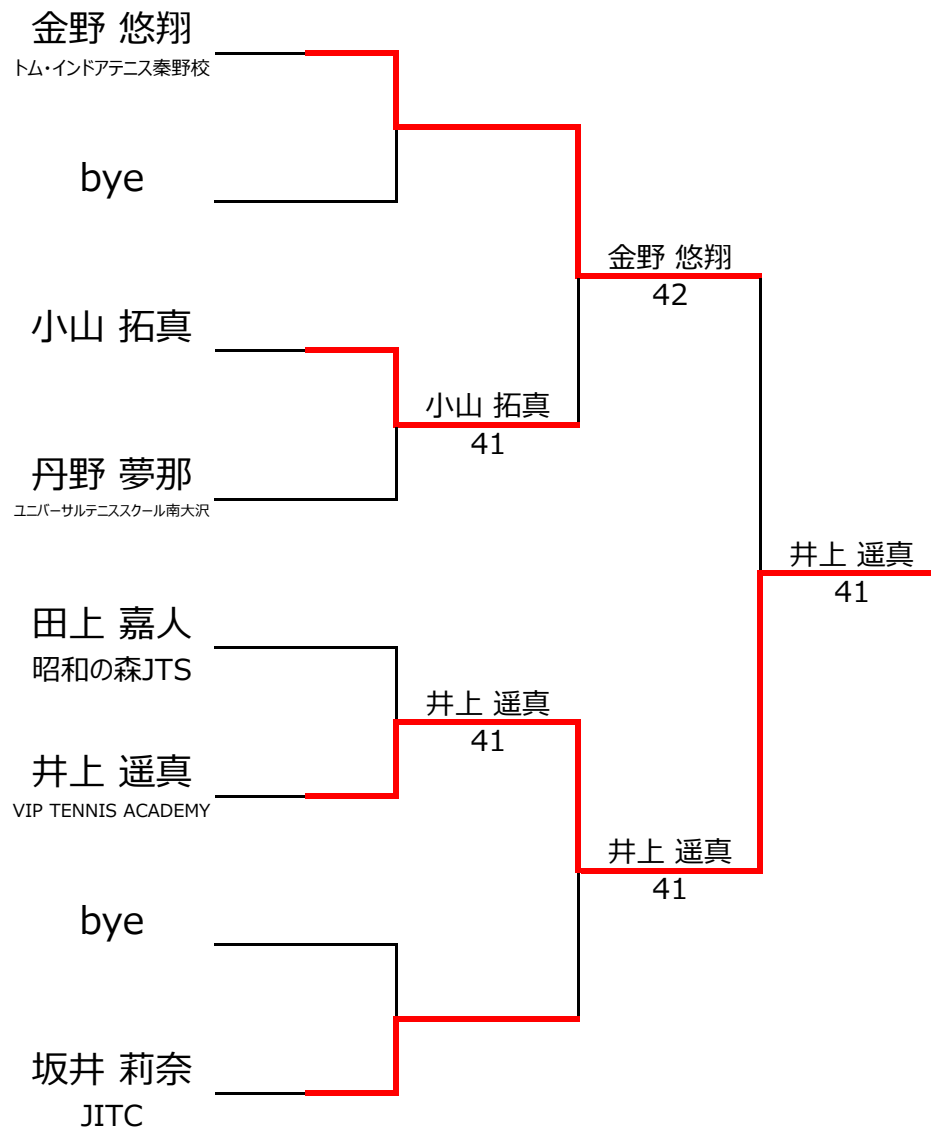 金野 悠翔
トム・インドアテニス秦野校
bye
金野 悠翔
42
小山 拓真
小山 拓真
41
丹野 夢那
ユニバーサルテニススクール南大沢
井上 遥真
41
田上 嘉人
昭和の森JTS
井上 遥真
41
井上 遥真
VIP TENNIS ACADEMY
井上 遥真
41
bye
坂井 莉奈
JITC